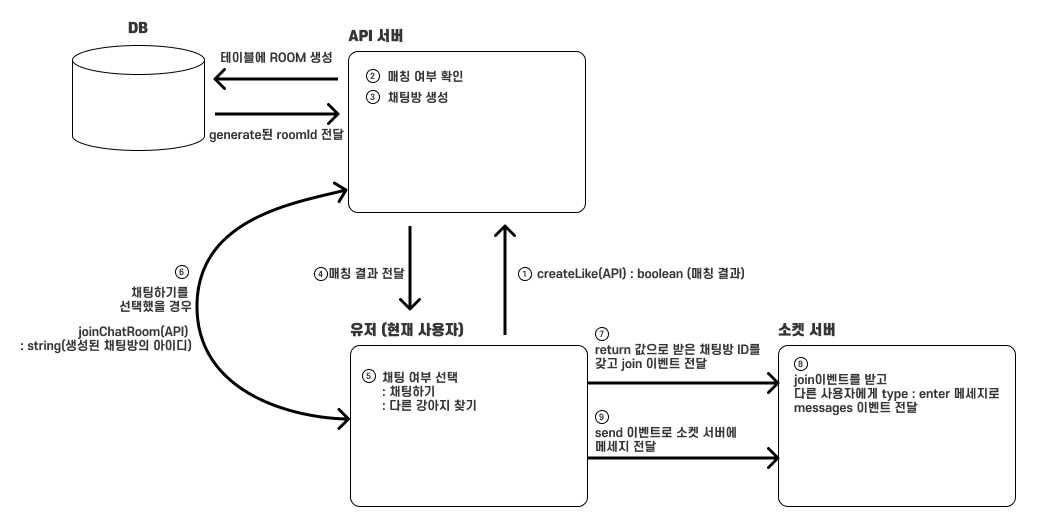 DB
API 서버
테이블에 ROOM 생성
② 매칭 여부 확인
③ 채팅방 생성
generate된 roomId 전달
⑥
채팅하기를
선택했을 경우
joinChatRoom(API)
: string(생성된 채팅방의 아이디)
④매칭 결과 전달
① createLike(API) : boolean (매칭 결과)
유저 (현재 사용자)
⑤ 채팅 여부 선택
: 채팅하기
: 다른 강아지 찾기
⑦
return 값으로 받은 채팅방 ID를
갖고 join 이벤트 전달
⑨
send 이벤트로 소켓 서버에
메세지 전달
소켓 서버
⑧
join이벤트를 받고
다른 사용자에게 type : enter 메세지로
messages 이벤트 전달